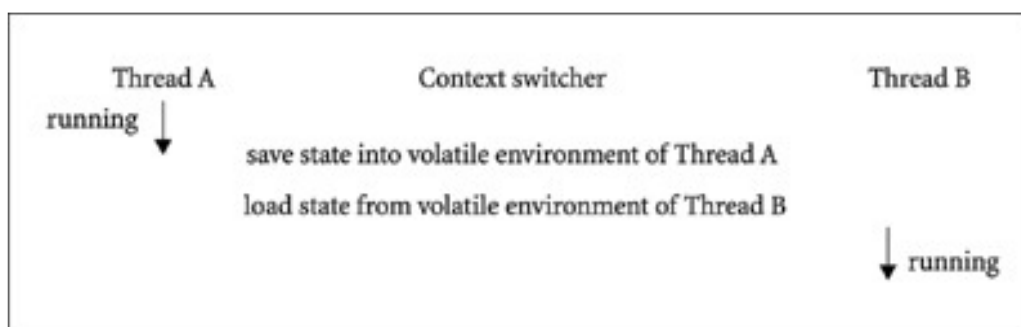 Thread A Context switcher Thread B
running
save state into volatile environment of Thread A
load state from volatile environment of Thread B
running